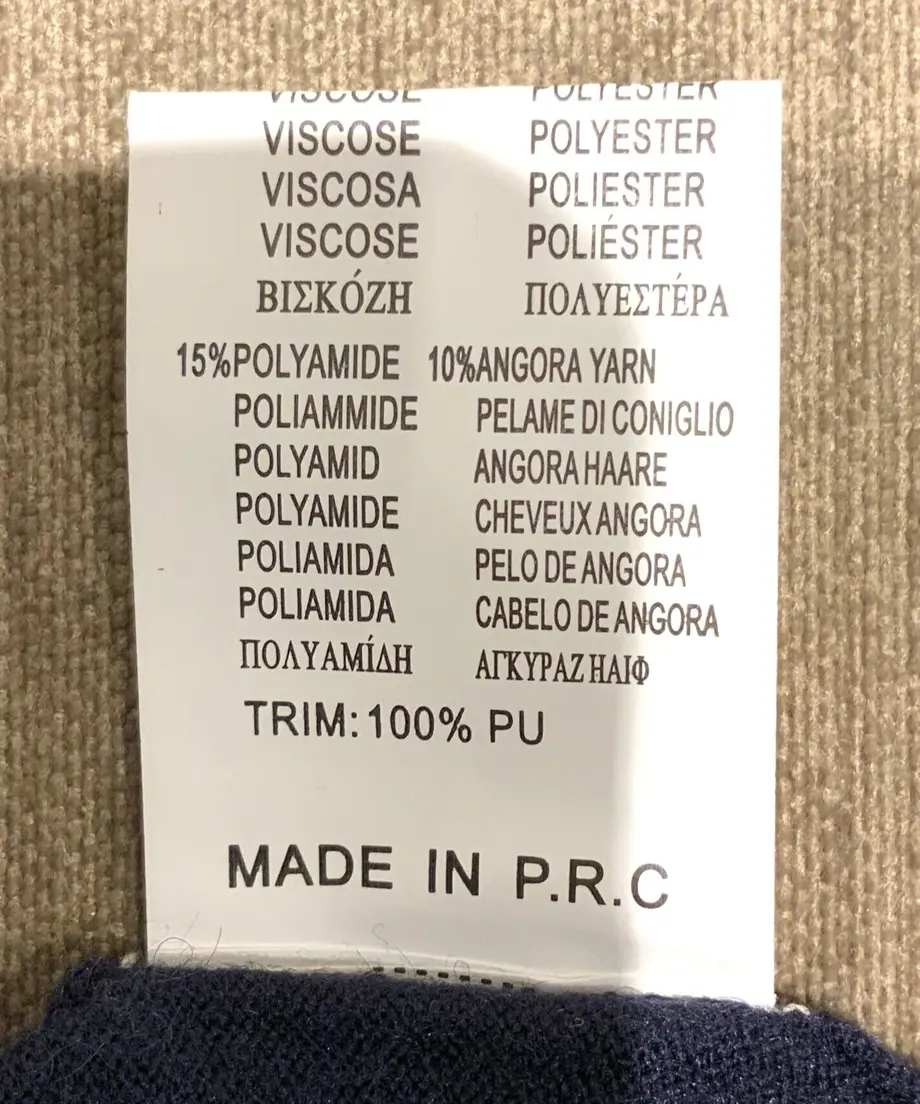 VISCOSE POLYESTER
VISCOSE POLYESTER
VISCOSA POLIESTER
VISCOSE POLIÉSTER
ΒΙΣΚΌΖΗ ΠΟΛΥΕΣΤΈΡΑ
15%POLYAMIDE 10%ANGORA YARN
POLIAMMIDE PELAME DI CONIGLIO
POLYAMID ANGORA HAARE
POLYAMIDE CHEVEUX ANGORA
POLIAMIDA PELO DE ANGORA
POLIAMIDA CABELO DE ANGORA
ΠΟΛΥΑΜΊΔΗ ΑΓΚΥΡΑΖ ΗΑΙΦ
TRIM: 100% PU
MADE IN P.R.C